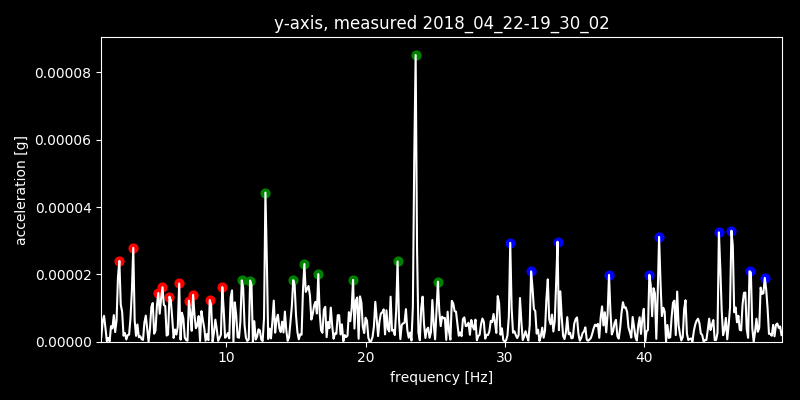 y-axis, measured 2018_04_22-19_30_02
acceleration [g]
0.00008
0.00006
0.00004
0.00002
0.00000
10 20 30 40
frequency [Hz]